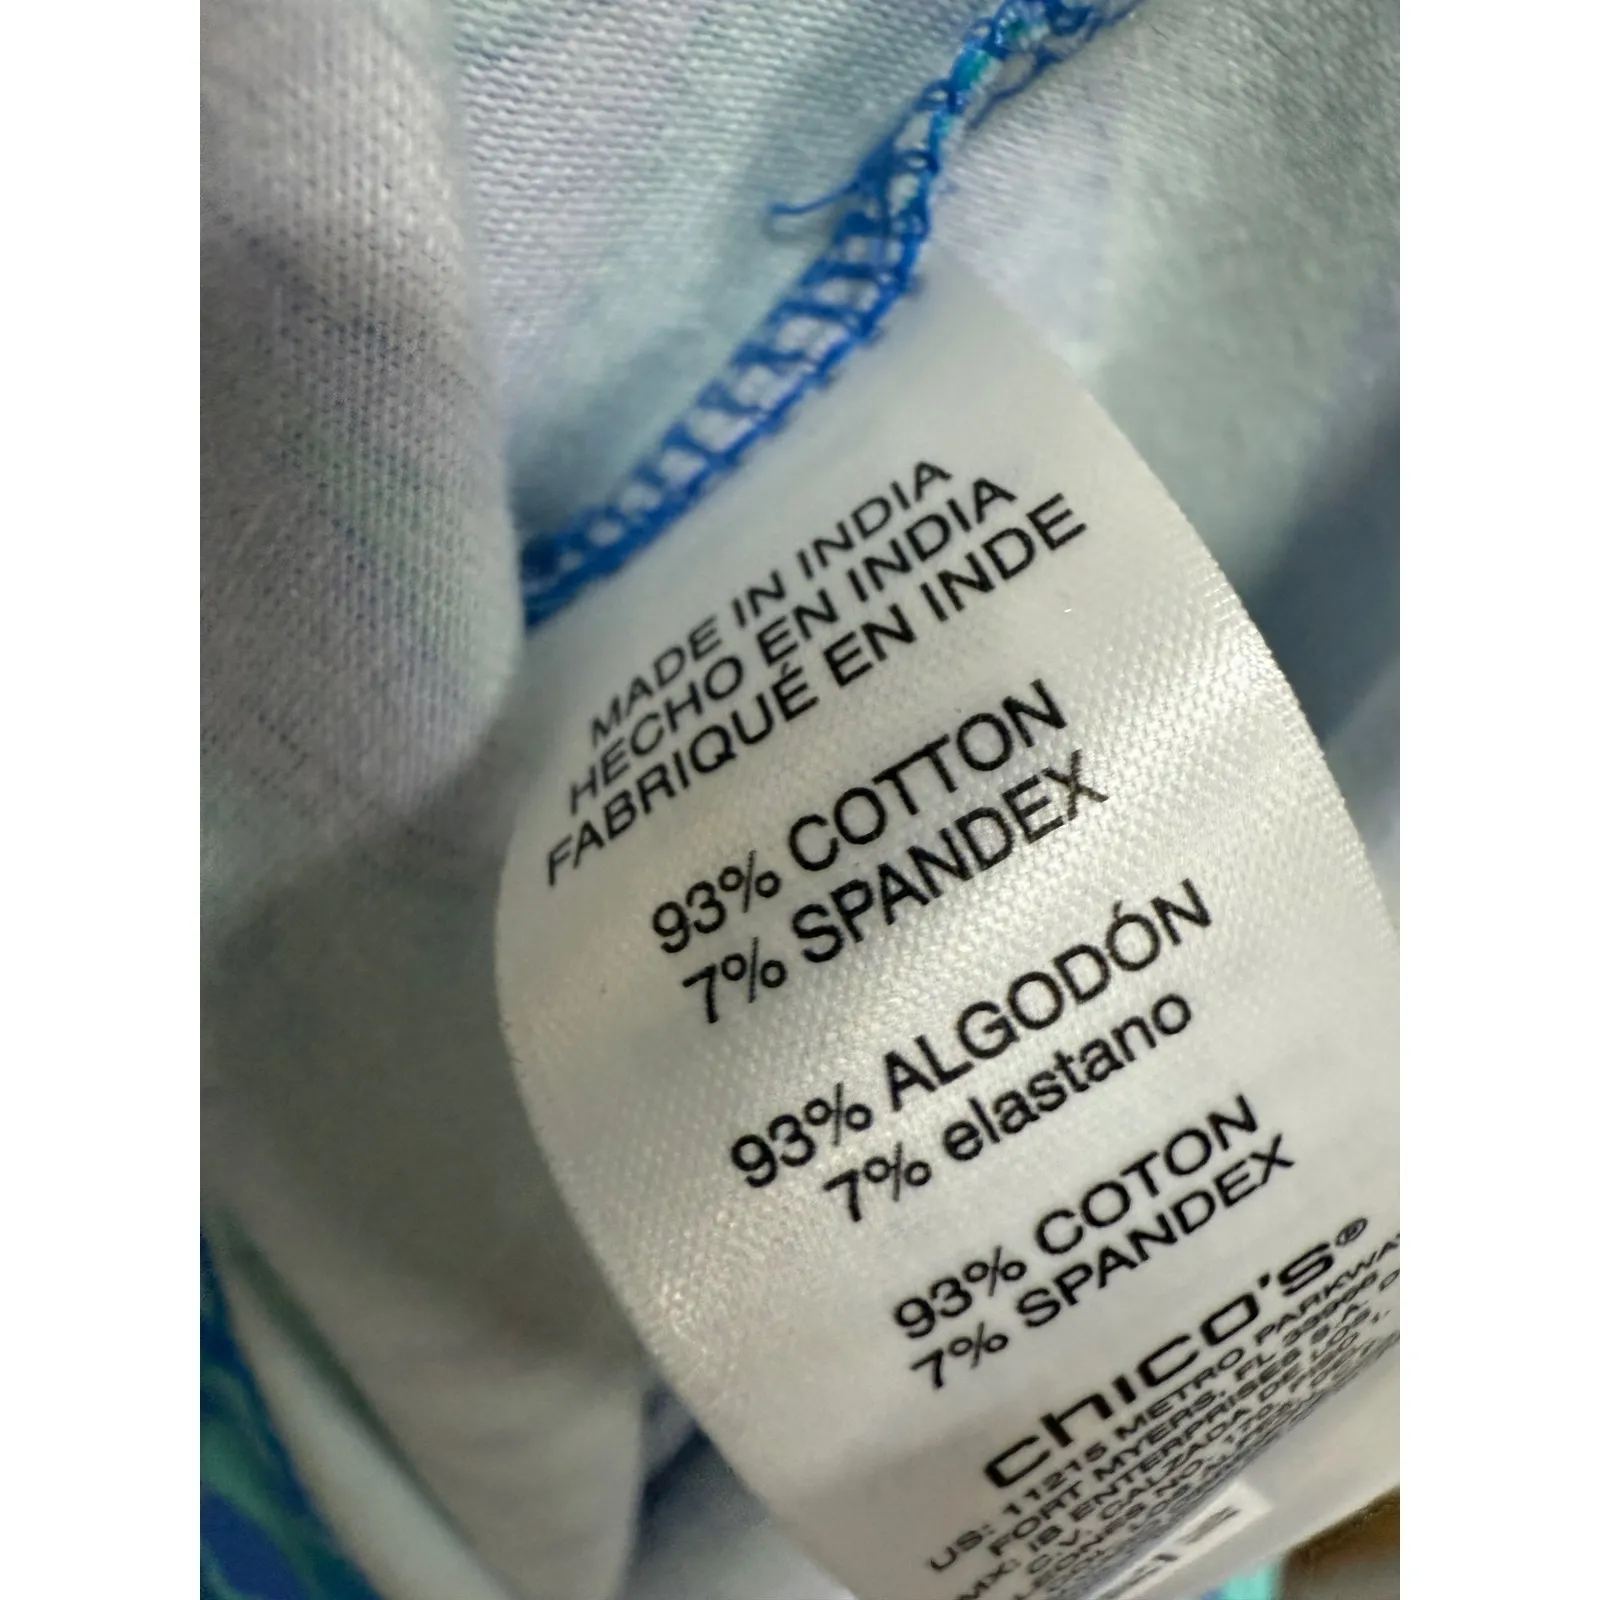 MADE IN INDIA
HECHO EN INDIA
FABRIQUÉ EN INDE
93% COTTON
7% SPANDEX
93% ALGODÓN
7% elastano
93% COTON
7% SPANDEX
chico's®
US: 11215 METRO PARKWAY
FORT MYERS, FL
MX: